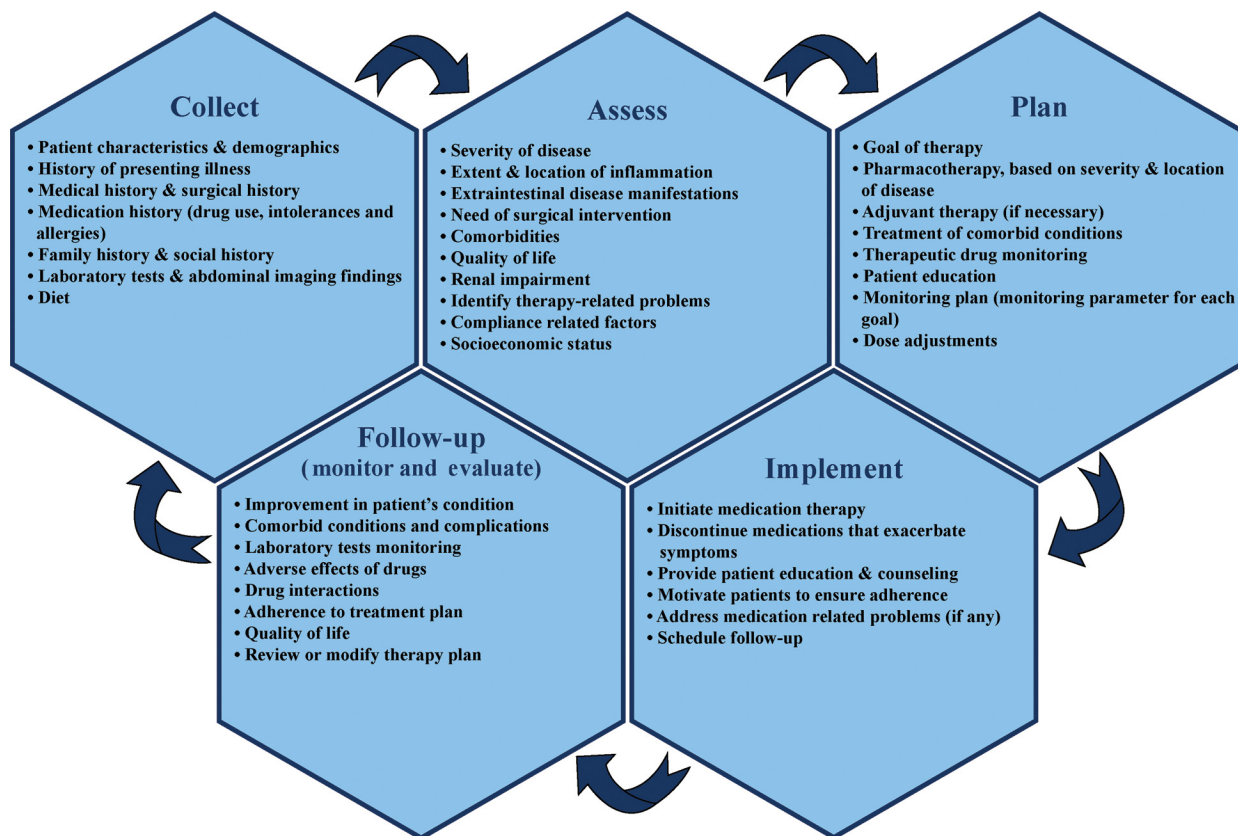 Collect
• Patient characteristics & demographics
• History of presenting illness
• Medical history & surgical history
• Medication history (drug use, intolerances and
allergies)
• Family history & social history
• Laboratory tests & abdominal imaging findings
• Diet
Assess
• Severity of disease
• Extent & location of inflammation
• Extraintestinal disease manifestations
• Need of surgical intervention
• Comorbidities
• Quality of life
• Renal impairment
• Identify therapy-related problems
• Compliance related factors
• Socioeconomic status
Plan
• Goal of therapy
• Pharmacotherapy, based on severity & location
of disease
• Adjuvant therapy (if necessary)
• Treatment of comorbid conditions
• Therapeutic drug monitoring
• Patient education
• Monitoring plan (monitoring parameter for each
goal)
• Dose adjustments
Follow-up
(monitor and evaluate)
• Improvement in patient's condition
• Comorbid conditions and complications
• Laboratory tests monitoring
• Adverse effects of drugs
• Drug interactions
• Adherence to treatment plan
• Quality of life
• Review or modify therapy plan
Implement
• Initiate medication therapy
• Discontinue medications that exacerbate
symptoms
• Provide patient education & counseling
• Motivate patients to ensure adherence
• Address medication related problems (if any)
• Schedule follow-up